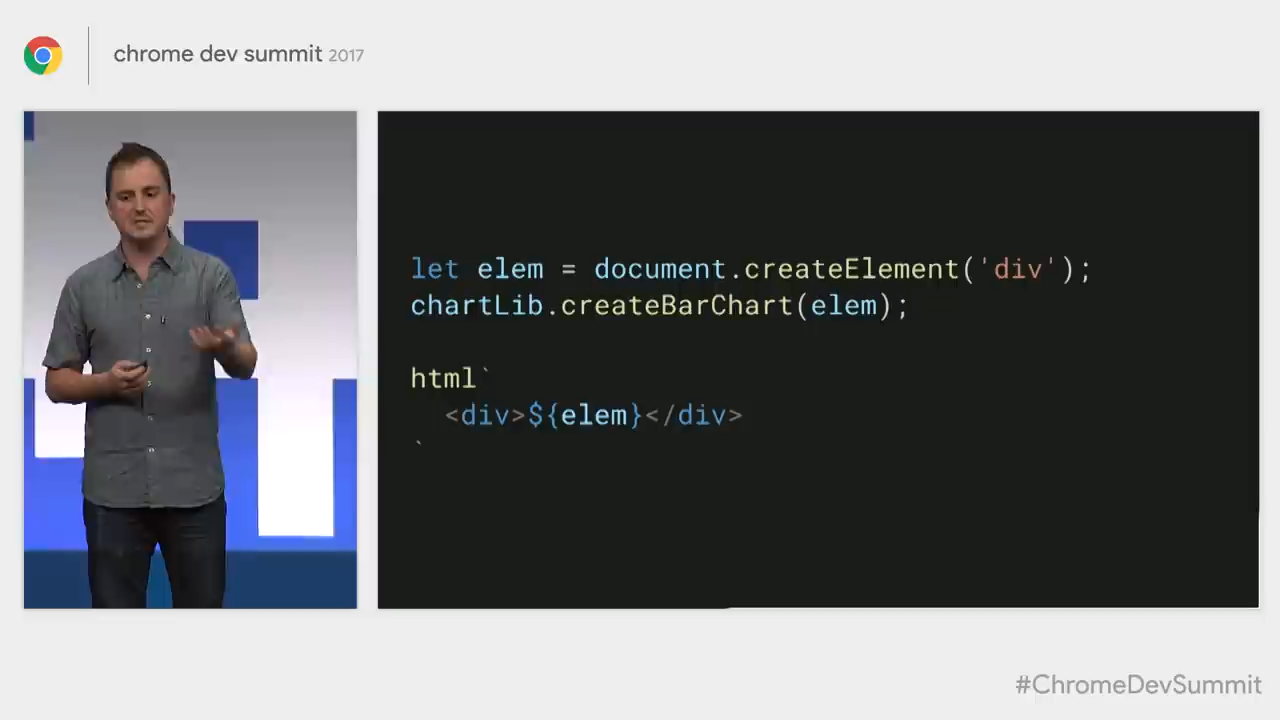 chrome dev summit 2017
let elem = document.createElement('div');
chartLib.createBarChart(elem);
html`
<div>${elem}</div>
`
#ChromeDevSummit